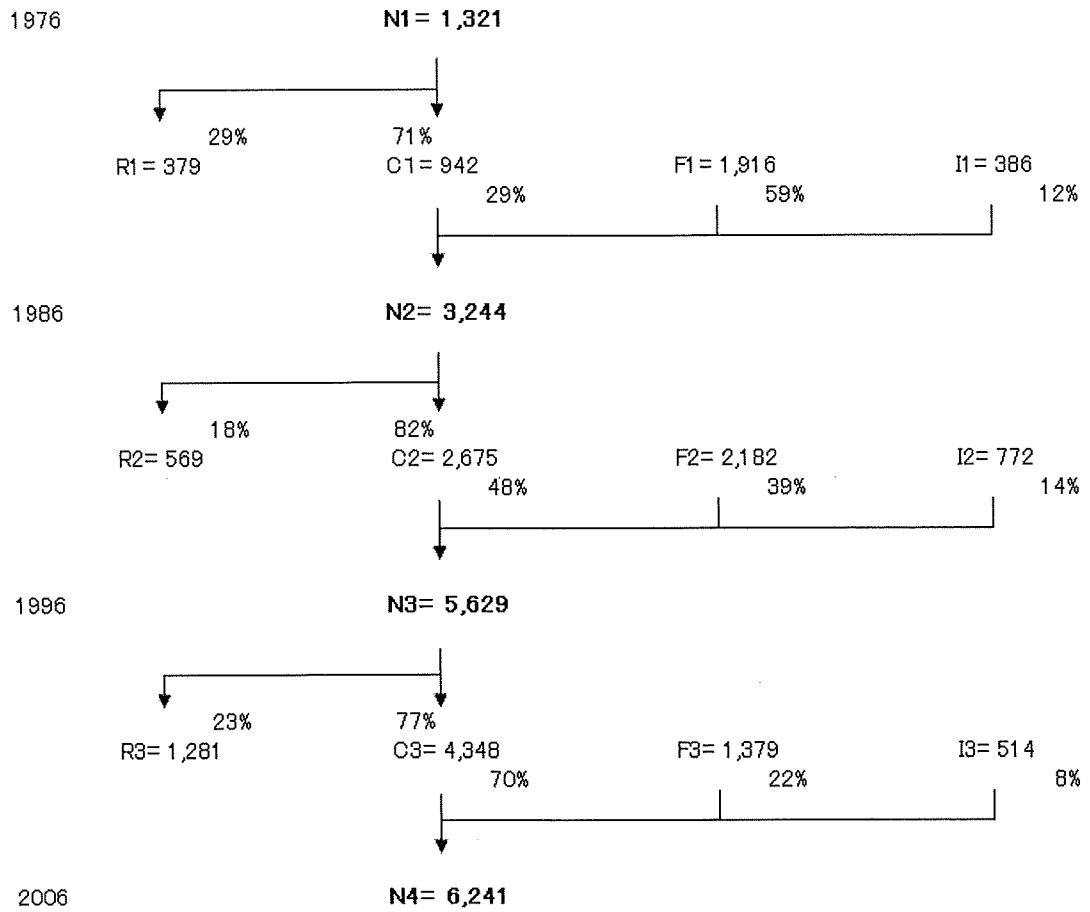 1976 N1 = 1,321
29% 71%
R1 = 379 C1 = 942 F1 = 1,916 I1 = 386
29% 59% 12%
1986 N2= 3,244
18% 82%
R2= 569 C2= 2,675 F2= 2,182 I2= 772
48% 39% 14%
1996 N3= 5,629
23% 77%
R3= 1,281 C3= 4,348 F3= 1,379 I3= 514
70% 22% 8%
2006 N4= 6,241